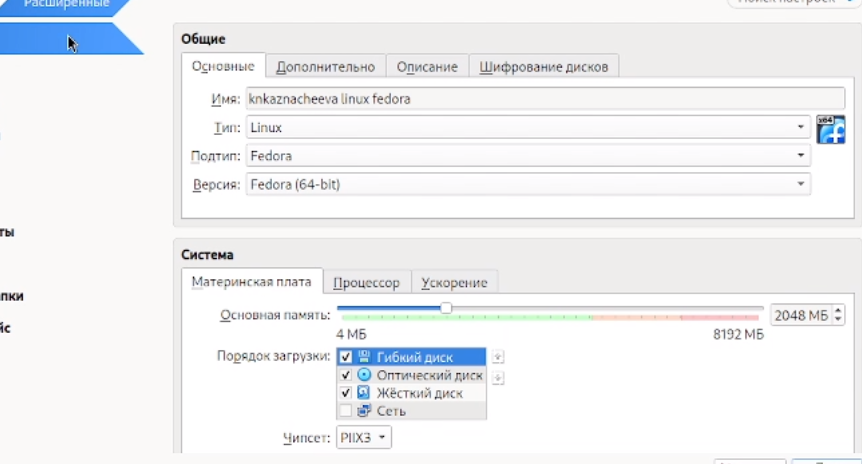 Расширенные
Поиск настроек
Общие
Основные Дополнительно Описание Шифрование дисков
Имя: knkaznacheeva linux fedora
Тип: Linux
x64
Подтип: Fedora
Версия: Fedora (64-bit)
ты
Система
Материнская плата Процессор Ускорение
пки
Основная память: 2048 МБ
йс
4 МБ 8192 МБ
Порядок загрузки: Гибкий диск
Оптический диск
Жёсткий диск
Сеть
Чипсет: PIIX3